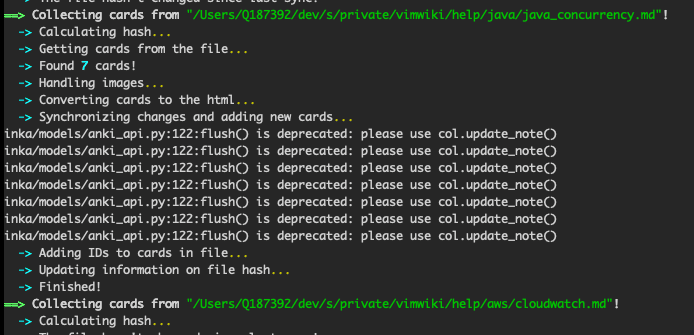 ==> Collecting cards from "/Users/Q187392/dev/s/private/vimwiki/help/java/java_concurrency.md"!
-> Calculating hash...
-> Getting cards from the file...
-> Found 7 cards!
-> Handling images...
-> Converting cards to the html...
-> Synchronizing changes and adding new cards...
inka/models/anki_api.py:122:flush() is deprecated: please use col.update_note()
inka/models/anki_api.py:122:flush() is deprecated: please use col.update_note()
inka/models/anki_api.py:122:flush() is deprecated: please use col.update_note()
inka/models/anki_api.py:122:flush() is deprecated: please use col.update_note()
inka/models/anki_api.py:122:flush() is deprecated: please use col.update_note()
inka/models/anki_api.py:122:flush() is deprecated: please use col.update_note()
inka/models/anki_api.py:122:flush() is deprecated: please use col.update_note()
-> Adding IDs to cards in file...
-> Updating information on file hash...
-> Finished!
==> Collecting cards from "/Users/Q187392/dev/s/private/vimwiki/help/aws/cloudwatch.md"!
-> Calculating hash...